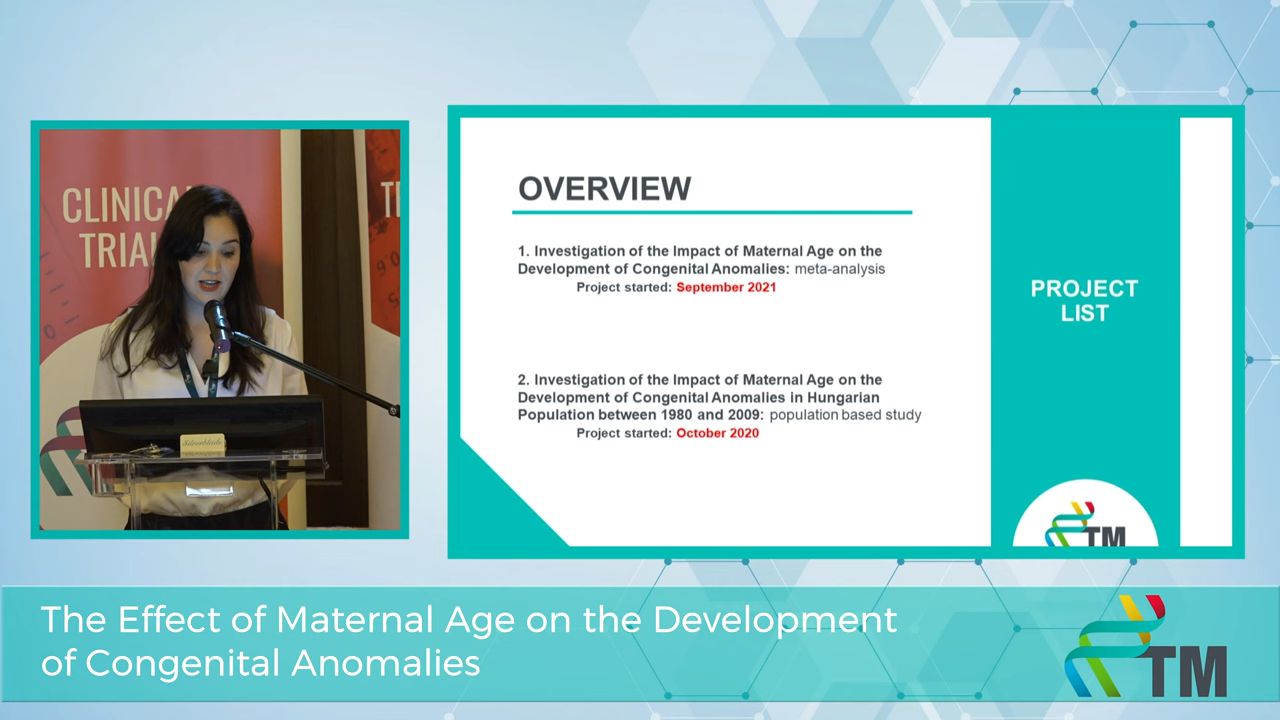 CLINICA
TRIA
OVERVIEW
1. Investigation of the Impact of Maternal Age on the
Development of Congenital Anomalies: meta-analysis
Project started: September 2021
2. Investigation of the Impact of Maternal Age on the
Development of Congenital Anomalies in Hungarian
Population between 1980 and 2009: population based study
Project started: October 2020
PROJECT
LIST
TM
The Effect of Maternal Age on the Development
of Congenital Anomalies
TM